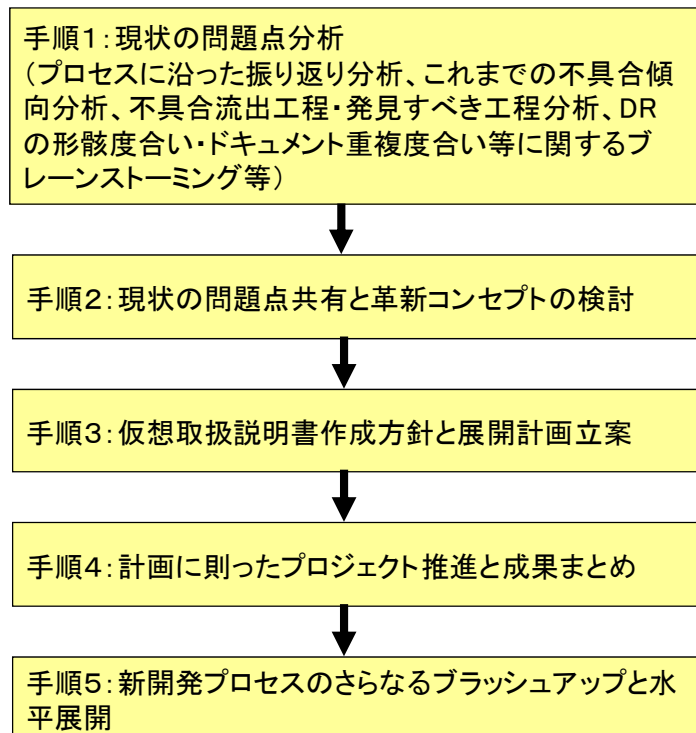 手順1：現状の問題点分析
（プロセスに沿った振り返り分析、これまでの不具合傾
向分析、不具合流出工程・発見すべき工程分析、DR
の形骸度合い・ドキュメント重複度合い等に関するブ
レーンストーミング等）
手順2：現状の問題点共有と革新コンセプトの検討
手順3：仮想取扱説明書作成方針と展開計画立案
手順4：計画に則ったプロジェクト推進と成果まとめ
手順5：新開発プロセスのさらなるブラッシュアップと水
平展開